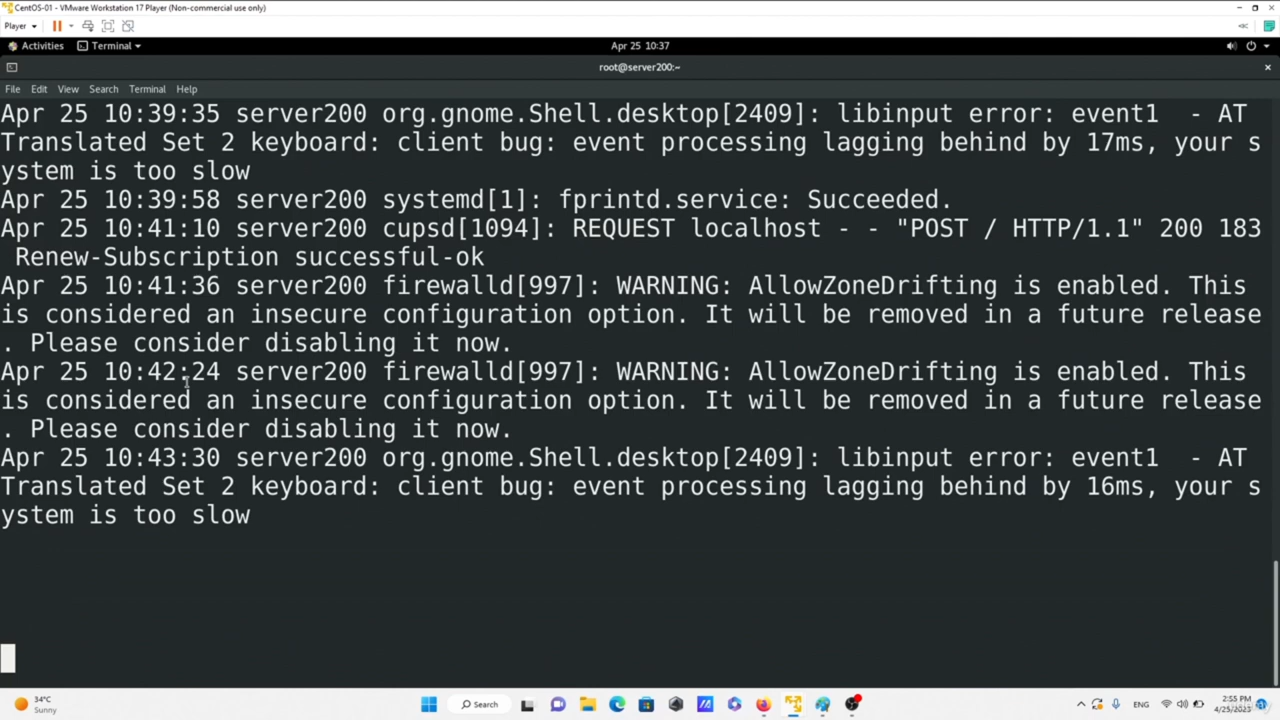 CentOS-01 - VMware Workstation 17 Player (Non-commercial use only)
Player
Activities Terminal Apr 25 10:37
root@server200:~
File Edit View Search Terminal Help
Apr 25 10:39:35 server200 org.gnome.Shell.desktop[2409]: libinput error: event1  - AT
Translated Set 2 keyboard: client bug: event processing lagging behind by 17ms, your s
ystem is too slow
Apr 25 10:39:58 server200 systemd[1]: fprintd.service: Succeeded.
Apr 25 10:41:10 server200 cupsd[1094]: REQUEST localhost - - "POST / HTTP/1.1" 200 183
 Renew-Subscription successful-ok
Apr 25 10:41:36 server200 firewalld[997]: WARNING: AllowZoneDrifting is enabled. This
is considered an insecure configuration option. It will be removed in a future release
. Please consider disabling it now.
Apr 25 10:42:24 server200 firewalld[997]: WARNING: AllowZoneDrifting is enabled. This
is considered an insecure configuration option. It will be removed in a future release
. Please consider disabling it now.
Apr 25 10:43:30 server200 org.gnome.Shell.desktop[2409]: libinput error: event1  - AT
Translated Set 2 keyboard: client bug: event processing lagging behind by 16ms, your s
ystem is too slow
34°C
Sunny
Search
ENG
2:55 PM
4/25/2023